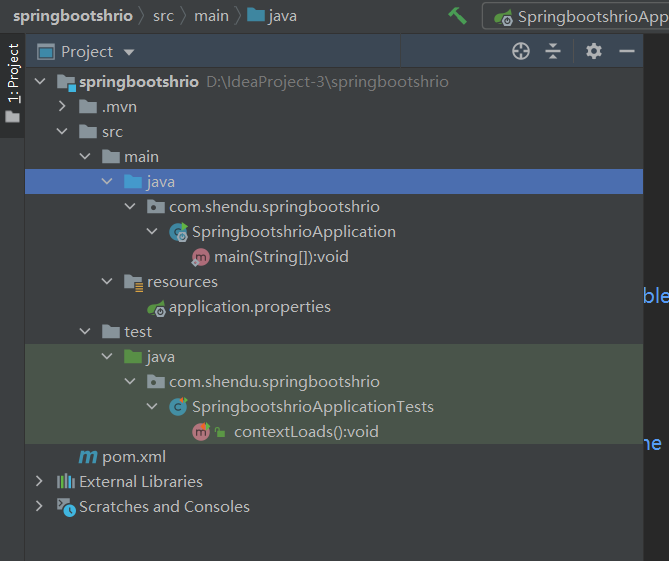 springbootshrio src main java SpringbootshrioApp
1: Project
Project
springbootshrio D:\IdeaProject-3\springbootshrio
.mvn
src
main
java
com.shendu.springbootshrio
SpringbootshrioApplication
main(String[]):void
resources
application.properties
ble
test
java
com.shendu.springbootshrio
SpringbootshrioApplicationTests
contextLoads():void
ne
pom.xml
External Libraries
Scratches and Consoles